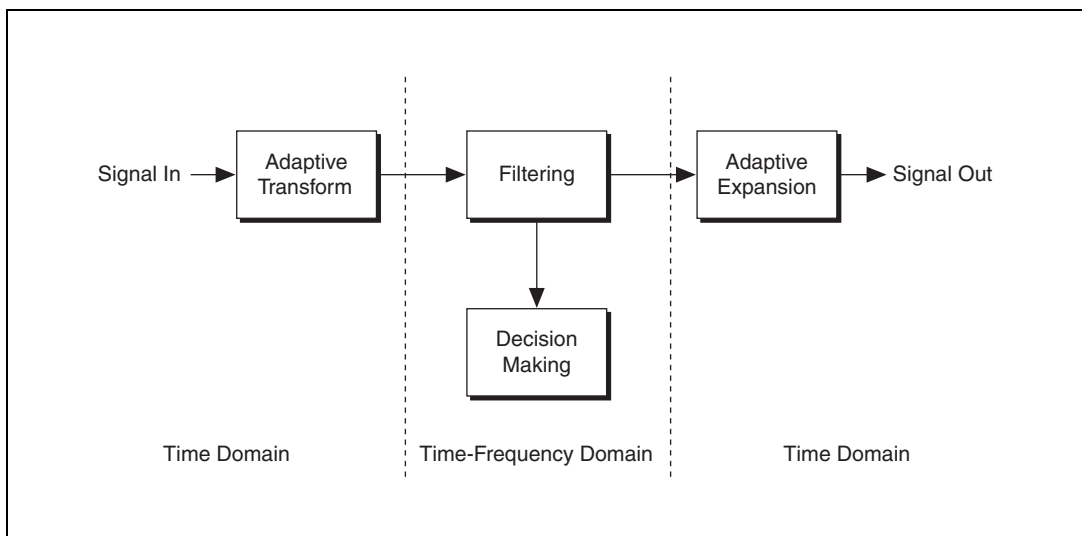 Signal In
Adaptive
Transform
Filtering
Adaptive
Expansion
Signal Out
Decision
Making
Time Domain
Time-Frequency Domain
Time Domain